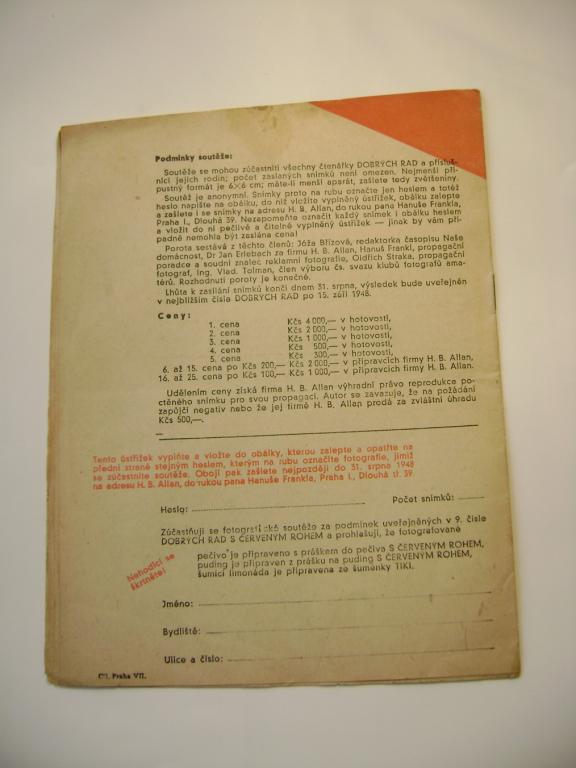 Podmínky soutěže:
Soutěže se mohou zúčastniti všechny čtenářky DOBRÝCH RAD a přísluš-
níci jejich rodin; počet zaslaných snímků není omezen. Nejmenší pří-
pustný formát je 6×6 cm; máte-li menší aparát, zašlete tedy zvětšeniny.
Soutěž je anonymní. Snímky proto na rubu označte jen heslem a totéž
heslo napište na obálku, do níž vložíte vyplněný ústřižek, obálku zalepte
a zašlete i se snímky na adresu H. B. Allan, do rukou pana Hanuše Frankla,
Praha I., Dlouhá 39. Nezapomeňte označit každý snímek i obálku heslem
a vložit do ní pečlivě a čitelně vyplněný ústřižek — jinak by vám pří-
padně nemohla být zaslána cena!
Porota sestává z těchto členů: Jóža Břízová, redaktorka časopisu Naše
domácnost, Dr Jan Erlebach za firmu H. B. Allan, Hanuš Frankl, propagační
poradce a soudní znalec reklamní fotografie, Oldřich Straka, propagační
fotograf, Ing. Vlad. Tolman, člen výboru čs. svazu klubů fotografů ama-
térů. Rozhodnutí poroty je konečné.
Lhůta k zasílání snímků končí dnem 31. srpna, výsledek bude uveřejněn
v nejbližším čísle DOBRÝCH RAD po 15. září 1948.
Ceny:
1. cena Kčs 4 000,— v hotovosti,
2. cena Kčs 2 000,— v hotovosti,
3. cena Kčs 1 000,— v hotovosti,
4. cena Kčs 500,— v hotovosti,
5. cena Kčs 300,— v hotovosti,
6. až 15. cena po Kčs 200,— Kčs 2 000,— v přípravcích firmy H. B. Allan,
16. až 25. cena po Kčs 100,— Kčs 1 000,— v přípravcích firmy H. B. Allan.
Udělením ceny získá firma H. B. Allan výhradní právo reprodukce po-
ctěného snímku pro svou propagaci. Autor se zavazuje, že na požádání
zapůjčí negativ nebo že jej firmě H. B. Allan prodá za zvláštní úhradu
Kčs 500,—.
Tento ústřižek vyplňte a vložte do obálky, kterou zalepte a opatřte na
přední straně stejným heslem, kterým na rubu označíte fotografie, jimiž
se zúčastníte soutěže. Obojí pak zašlete nejpozději do 31. srpna 1948
na adresu H. B. Allan, do rukou pana Hanuše Frankla, Praha I., Dlouhá tř. 39.
Heslo: Počet snímků:
Zúčastňuji se fotografické soutěže za podmínek uveřejněných v 9. čísle
DOBRÝCH RAD S ČERVENÝM ROHEM a prohlašuji, že fotografované
pečivo je připraveno s práškem do pečiva S ČERVENÝM ROHEM,
puding je připraven z prášku na puding S ČERVENÝM ROHEM,
šumící limonáda je připravena ze šuměnky TIKI.
Nehodící se
škrtněte!
Jméno:
Bydliště:
Ulice a číslo:
Praha VII.